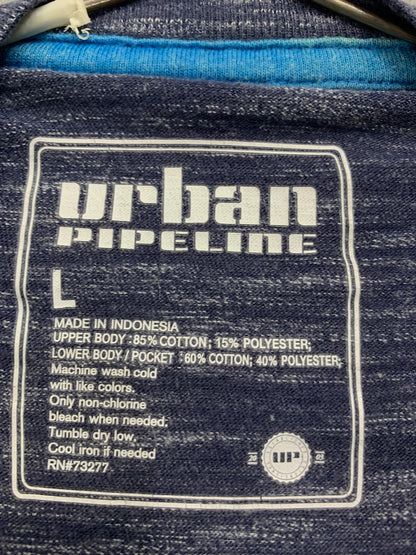 urban
PIPELINE
L
MADE IN INDONESIA
UPPER BODY : 85% COTTON; 15% POLYESTER;
LOWER BODY / POCKET : 60% COTTON; 40% POLYESTER;
Machine wash cold
with like colors.
Only non-chlorine
bleach when needed.
Tumble dry low.
Cool iron if needed
RN#73277
UP